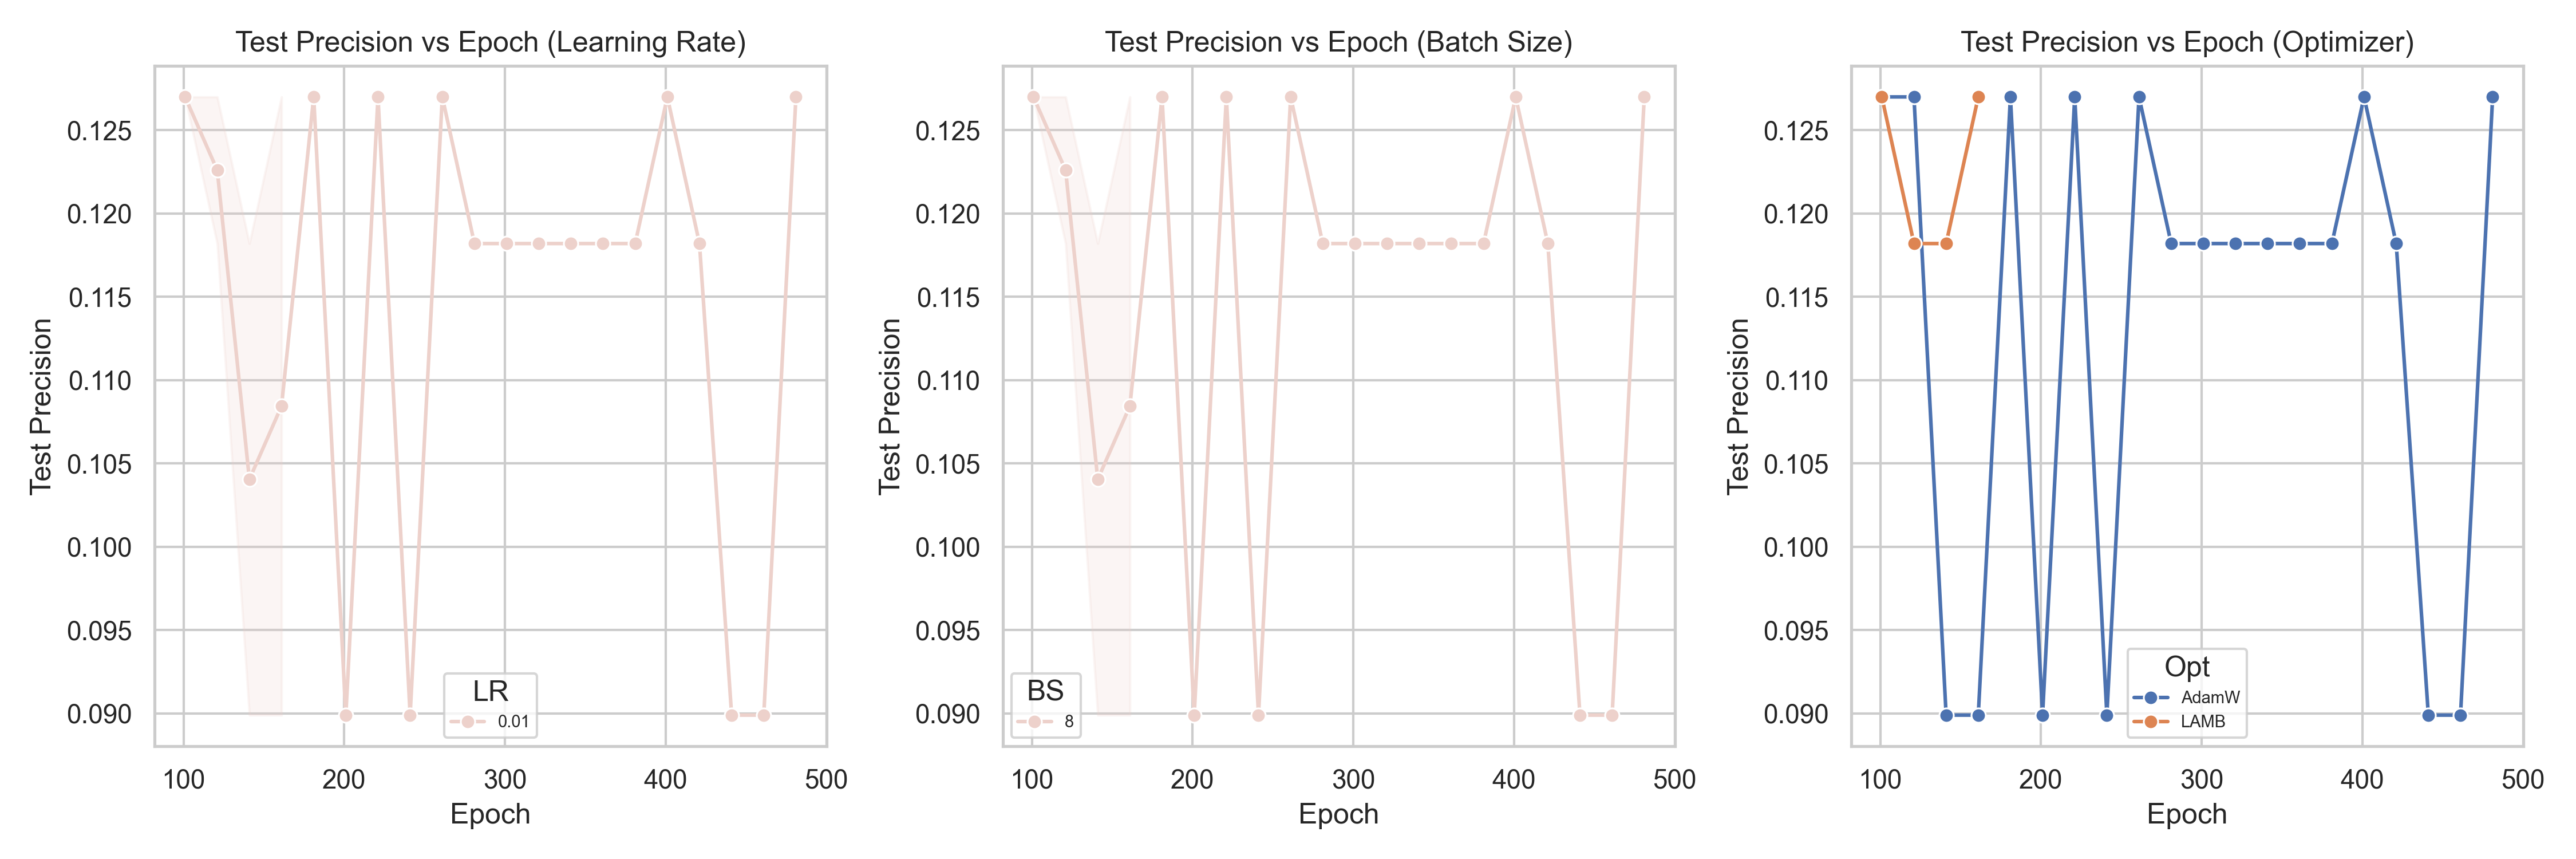 Test Precision vs Epoch (Learning Rate)
Test Precision
0.125
0.120
0.115
0.110
0.105
0.100
0.095
0.090
LR
0.01
100 200 300 400 500
Epoch
Test Precision vs Epoch (Batch Size)
Test Precision
0.125
0.120
0.115
0.110
0.105
0.100
0.095
0.090
BS
8
100 200 300 400 500
Epoch
Test Precision vs Epoch (Optimizer)
Test Precision
0.125
0.120
0.115
0.110
0.105
0.100
0.095
0.090
Opt
AdamW
LAMB
100 200 300 400 500
Epoch